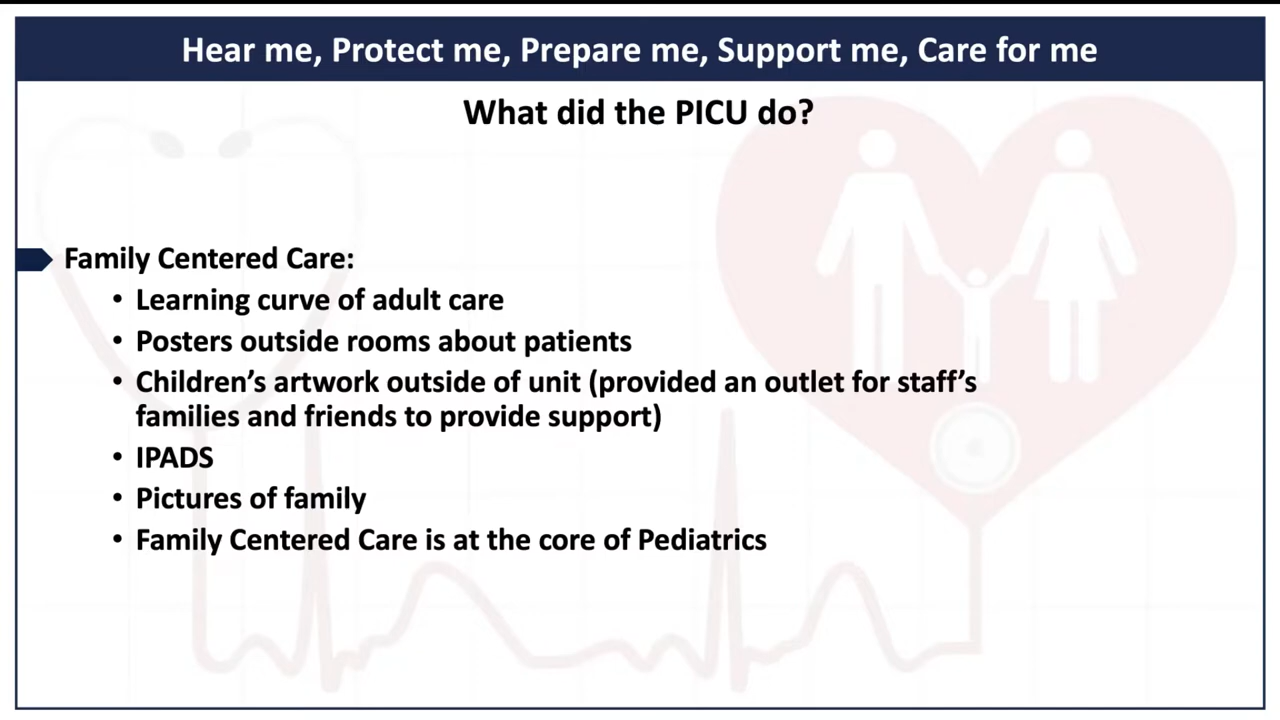 Hear me, Protect me, Prepare me, Support me, Care for me
What did the PICU do?
Family Centered Care:
• Learning curve of adult care
• Posters outside rooms about patients
• Children’s artwork outside of unit (provided an outlet for staff’s
families and friends to provide support)
• IPADS
• Pictures of family
• Family Centered Care is at the core of Pediatrics